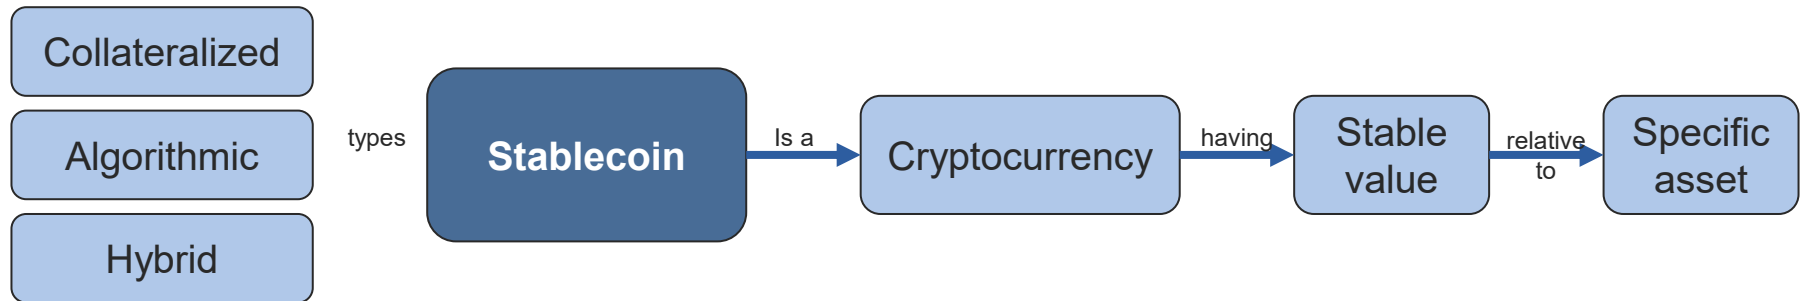 Collateralized
Algorithmic
Hybrid
types
Stablecoin
Is a
Cryptocurrency
having
Stable
value
relative
to
Specific
asset